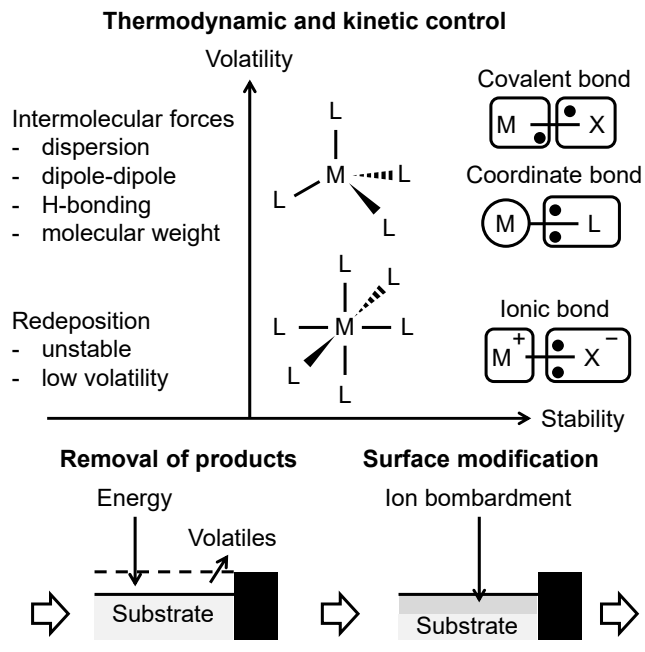 Thermodynamic and kinetic control
Volatility
Intermolecular forces
- dispersion
- dipole-dipole
- H-bonding
- molecular weight
L
M
L
L
L
Covalent bond
M X
Coordinate bond
M L
Redeposition
- unstable
- low volatility
L
L
L M L
L
L
Ionic bond
M+ X−
Stability
Removal of products
Energy
Volatiles
Substrate
Surface modification
Ion bombardment
Substrate